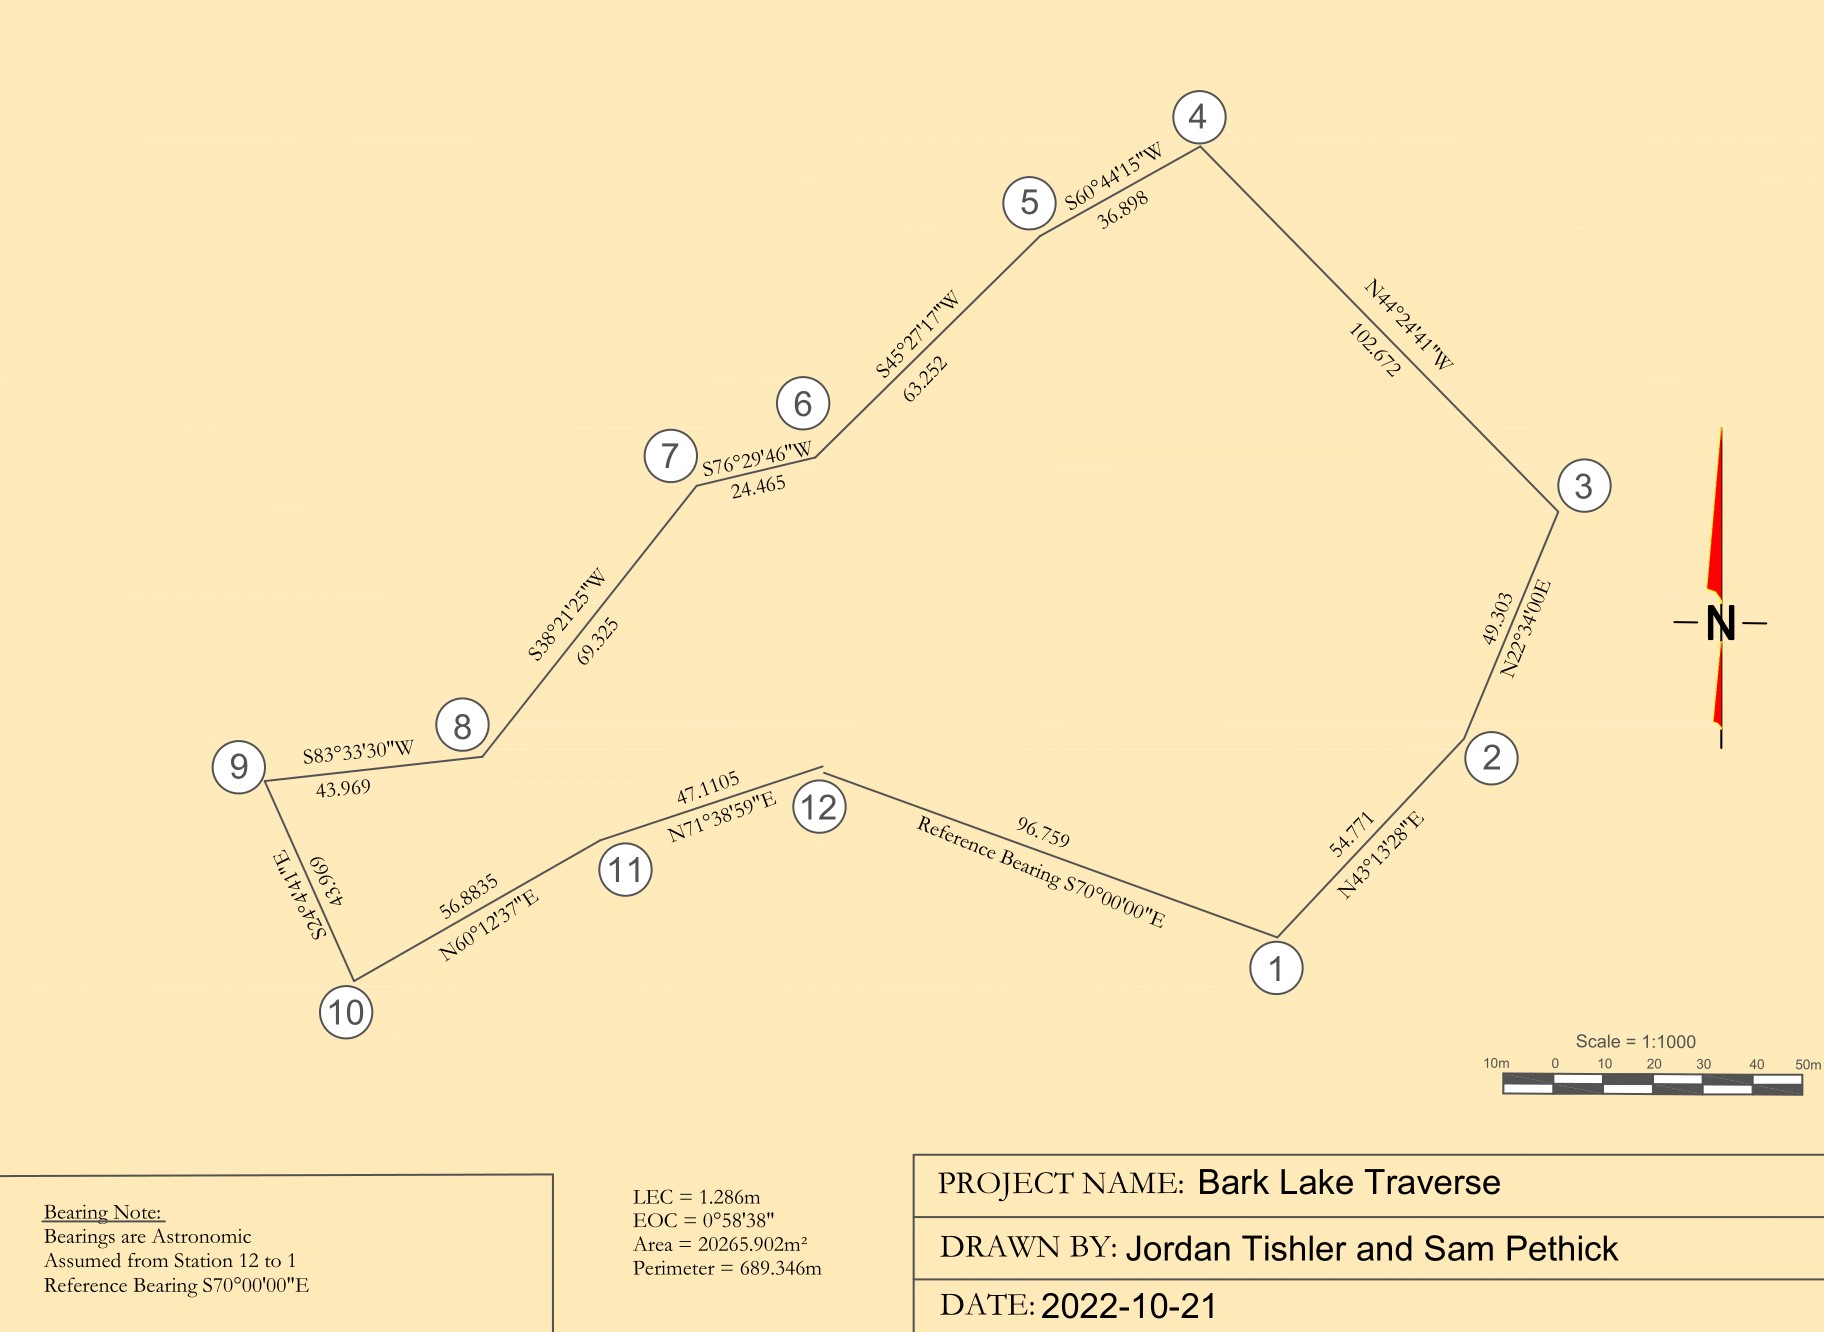 4
S60°44'15"W
5
36.898
N44°24'41"W
102.672
S45°27'17"W
63.252
6
7
S76°29'46"W
24.465
3
S38°21'25"W
69.325
49.303
N22°34'00E
N
8
9
S83°33'30"W
43.969
2
47.1105
N71°38'59"E
12
96.759
Reference Bearing S70°00'00"E
54.771
N43°13'28"E
S24°4'41"E
43.969
11
56.8835
N60°12'37"E
1
10
Scale = 1:1000
10m 0 10 20 30 40 50m
Bearing Note:
Bearings are Astronomic
Assumed from Station 12 to 1
Reference Bearing S70°00'00"E
LEC = 1.286m
EOC = 0°58'38"
Area = 20265.902m²
Perimeter = 689.346m
PROJECT NAME: Bark Lake Traverse
DRAWN BY: Jordan Tishler and Sam Pethick
DATE: 2022-10-21